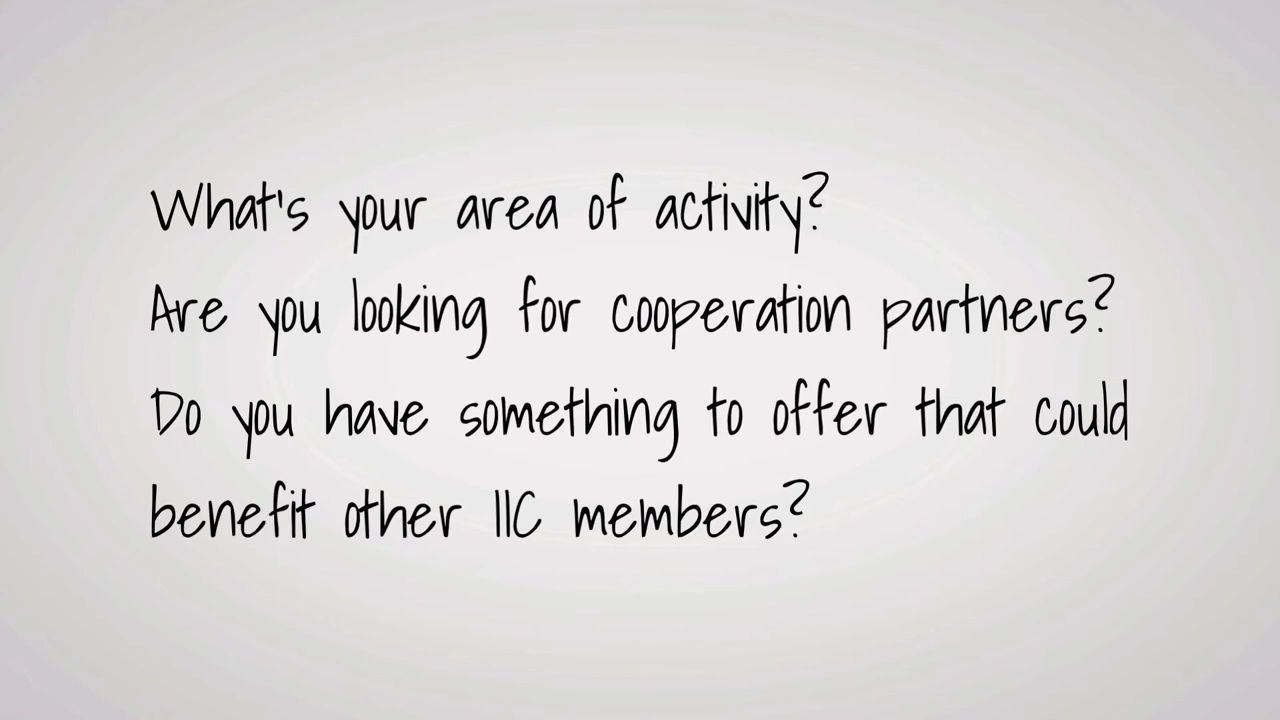 What's your area of activity?
Are you looking for cooperation partners?
Do you have something to offer that could
benefit other IIC members?